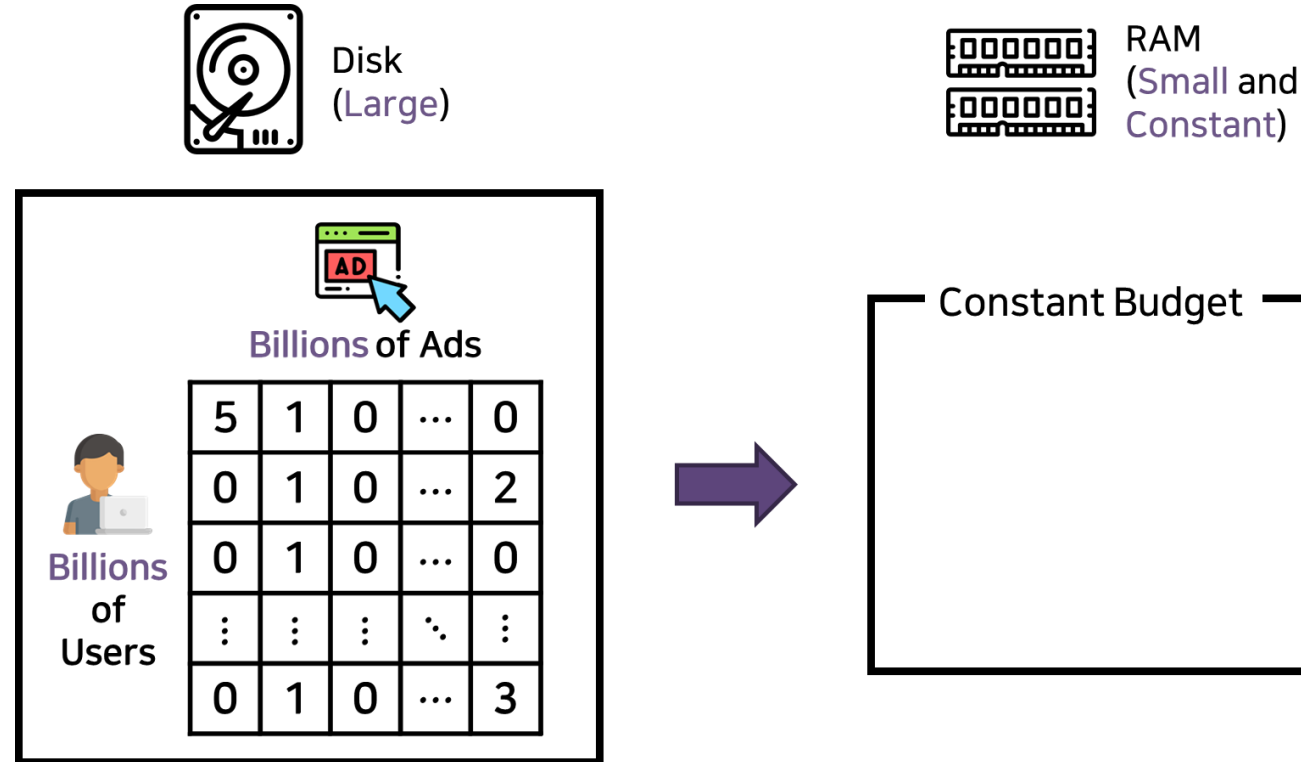 Disk
(Large)
RAM
(Small and
Constant)
AD
Billions of Ads
Billions
of
Users
5 1 0 ... 0
0 1 0 ... 2
0 1 0 ... 0
⋮ ⋮ ⋮ ⋱ ⋮
0 1 0 ... 3
Constant Budget